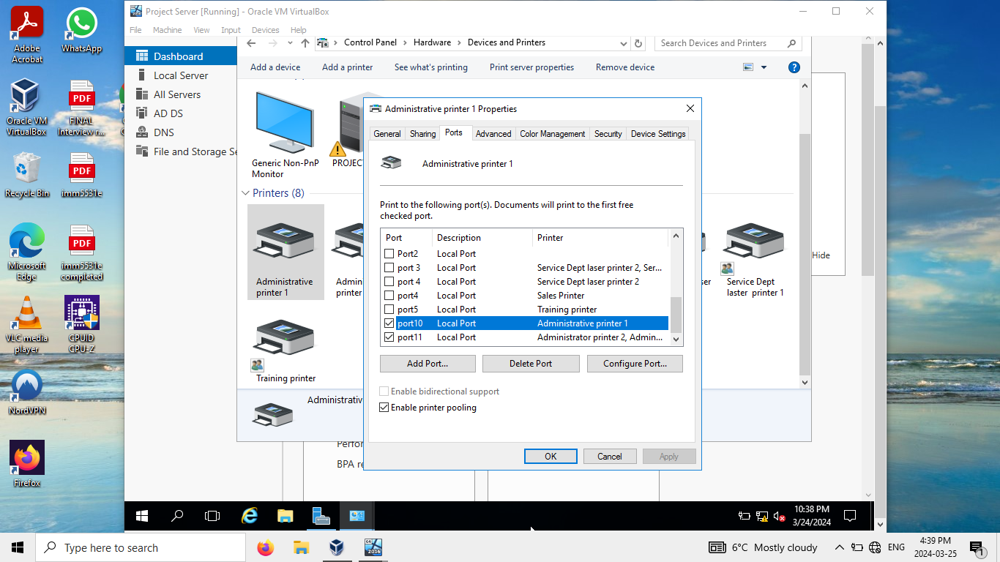 Adobe
Acrobat
WhatsApp
Oracle VM
VirtualBox
PDF
FINAL
Interview r...
Recycle Bin
PDF
imm5531e
Microsoft
Edge
PDF
imm5531e
completed
VLC media
player
CPUID
CPU-Z
NordVPN
Firefox
Project Server [Running] - Oracle VM VirtualBox
File Machine View Input Devices Help
Dashboard
Local Server
All Servers
AD DS
DNS
File and Storage Se
Control Panel > Hardware > Devices and Printers
Search Devices and Printers
Add a device Add a printer See what's printing Print server properties Remove device
Generic Non-PnP
Monitor
PROJEC
Printers (8)
Administrative
printer 1
Admin
printer
ser
Service Dept
laster printer 1
Training printer
Administrativ
Hide
Perfor
BPA re
Administrative printer 1 Properties
General Sharing Ports Advanced Color Management Security Device Settings
Administrative printer 1
Print to the following port(s). Documents will print to the first free
checked port.
Port Description Printer
Port2 Local Port
port 3 Local Port Service Dept laser printer 2, Ser...
port 4 Local Port Service Dept laser printer 2
port4 Local Port Sales Printer
port5 Local Port Training printer
port10 Local Port Administrative printer 1
port11 Local Port Administrator printer 2, Admin...
Add Port... Delete Port Configure Port...
Enable bidirectional support
Enable printer pooling
OK Cancel Apply
10:38 PM
3/24/2024
Type here to search
64
2016
6°C Mostly cloudy
ENG
4:39 PM
2024-03-25
1